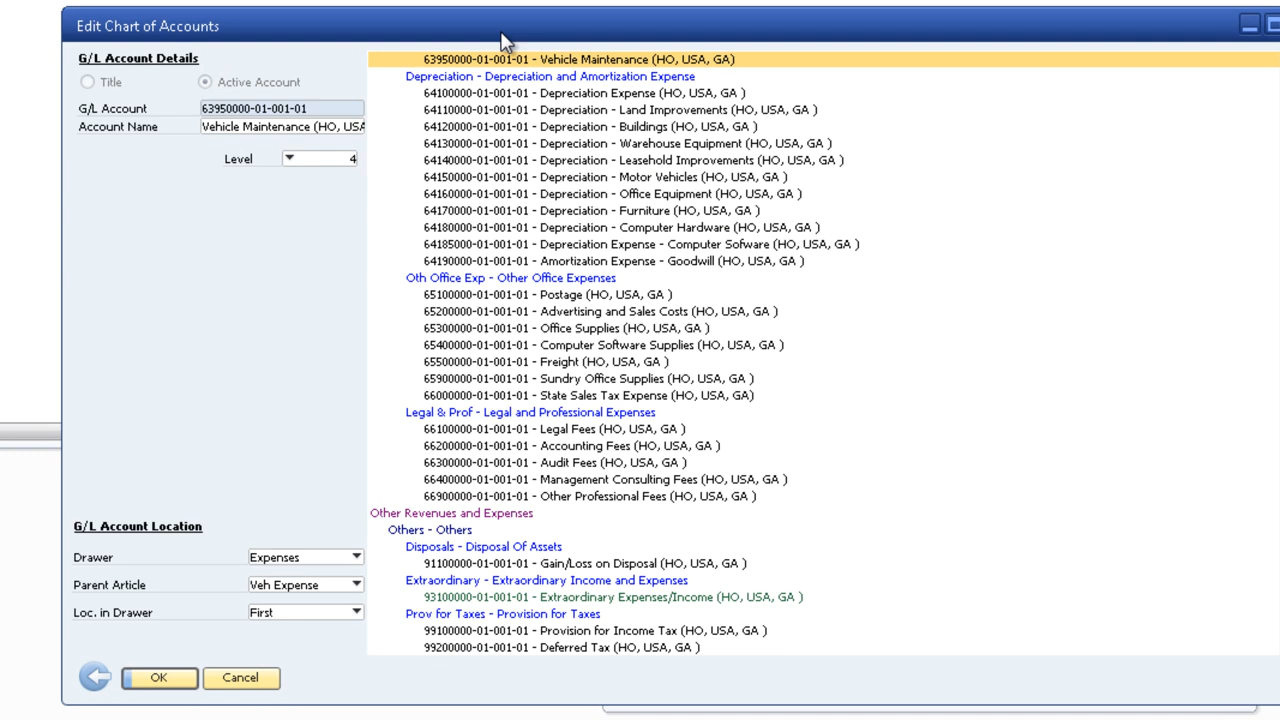 Edit Chart of Accounts
G/L Account Details
Title Active Account
G/L Account 63950000-01-001-01
Account Name Vehicle Maintenance (HO, USA
Level 4
63950000-01-001-01 - Vehicle Maintenance (HO, USA, GA)
Depreciation - Depreciation and Amortization Expense
64100000-01-001-01 - Depreciation Expense (HO, USA, GA )
64110000-01-001-01 - Depreciation - Land Improvements (HO, USA, GA )
64120000-01-001-01 - Depreciation - Buildings (HO, USA, GA )
64130000-01-001-01 - Depreciation - Warehouse Equipment (HO, USA, GA )
64140000-01-001-01 - Depreciation - Leasehold Improvements (HO, USA, GA )
64150000-01-001-01 - Depreciation - Motor Vehicles (HO, USA, GA )
64160000-01-001-01 - Depreciation - Office Equipment (HO, USA, GA )
64170000-01-001-01 - Depreciation - Furniture (HO, USA, GA )
64180000-01-001-01 - Depreciation - Computer Hardware (HO, USA, GA )
64185000-01-001-01 - Depreciation Expense - Computer Sofware (HO, USA, GA )
64190000-01-001-01 - Amortization Expense - Goodwill (HO, USA, GA )
Oth Office Exp - Other Office Expenses
65100000-01-001-01 - Postage (HO, USA, GA )
65200000-01-001-01 - Advertising and Sales Costs (HO, USA, GA )
65300000-01-001-01 - Office Supplies (HO, USA, GA )
65400000-01-001-01 - Computer Software Supplies (HO, USA, GA )
65500000-01-001-01 - Freight (HO, USA, GA )
65900000-01-001-01 - Sundry Office Supplies (HO, USA, GA )
66000000-01-001-01 - State Sales Tax Expense (HO, USA, GA)
Legal & Prof - Legal and Professional Expenses
66100000-01-001-01 - Legal Fees (HO, USA, GA )
66200000-01-001-01 - Accounting Fees (HO, USA, GA )
66300000-01-001-01 - Audit Fees (HO, USA, GA )
66400000-01-001-01 - Management Consulting Fees (HO, USA, GA )
66900000-01-001-01 - Other Professional Fees (HO, USA, GA )
Other Revenues and Expenses
Others - Others
Disposals - Disposal Of Assets
91100000-01-001-01 - Gain/Loss on Disposal (HO, USA, GA )
Extraordinary - Extraordinary Income and Expenses
93100000-01-001-01 - Extraordinary Expenses/Income (HO, USA, GA )
Prov for Taxes - Provision for Taxes
99100000-01-001-01 - Provision for Income Tax (HO, USA, GA )
99200000-01-001-01 - Deferred Tax (HO, USA, GA )
G/L Account Location
Drawer Expenses
Parent Article Veh Expense
Loc. in Drawer First
OK Cancel